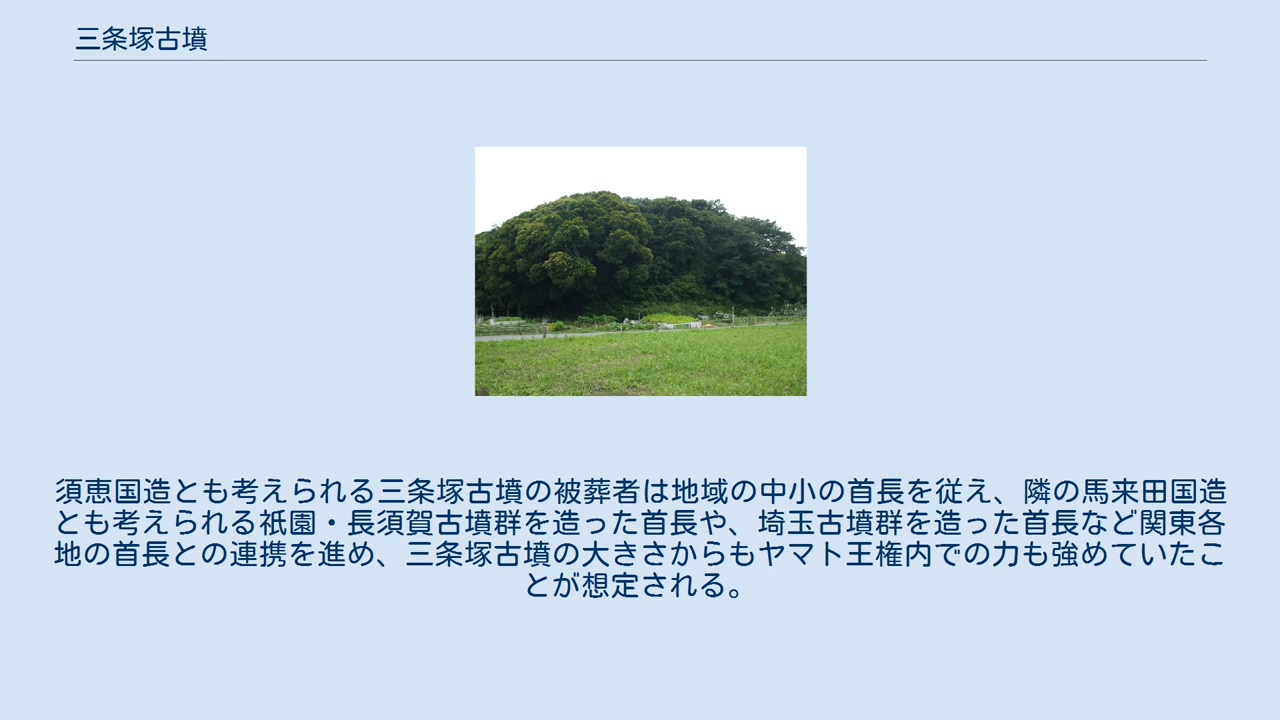 三条塚古墳
須恵国造とも考えられる三条塚古墳の被葬者は地域の中小の首長を従え、隣の馬来田国造
とも考えられる祇園・長須賀古墳群を造った首長や、埼玉古墳群を造った首長など関東各
地の首長との連携を進め、三条塚古墳の大きさからもヤマト王権内での力も強めていたこ
とが想定される。